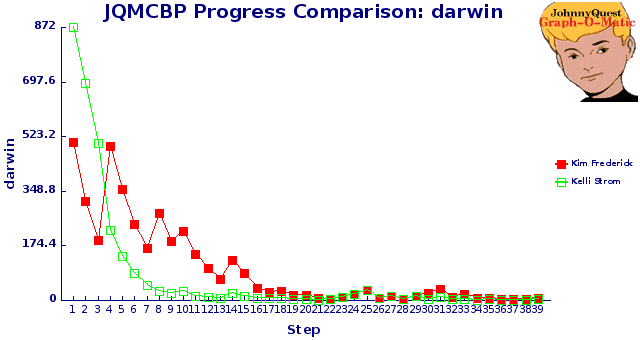 JQMCBP Progress Comparison: darwin
JohnnyQuest
Graph-O-Matic
872
697.6
523.2
348.8
174.4
0
darwin
1 2 3 4 5 6 7 8 9 10 11 12 13 14 15 16 17 18 19 20 21 22 23 24 25 26 27 28 29 30 31 32 33 34 35 36 37 38 39
Step
Kim Frederick
Kelli Strom